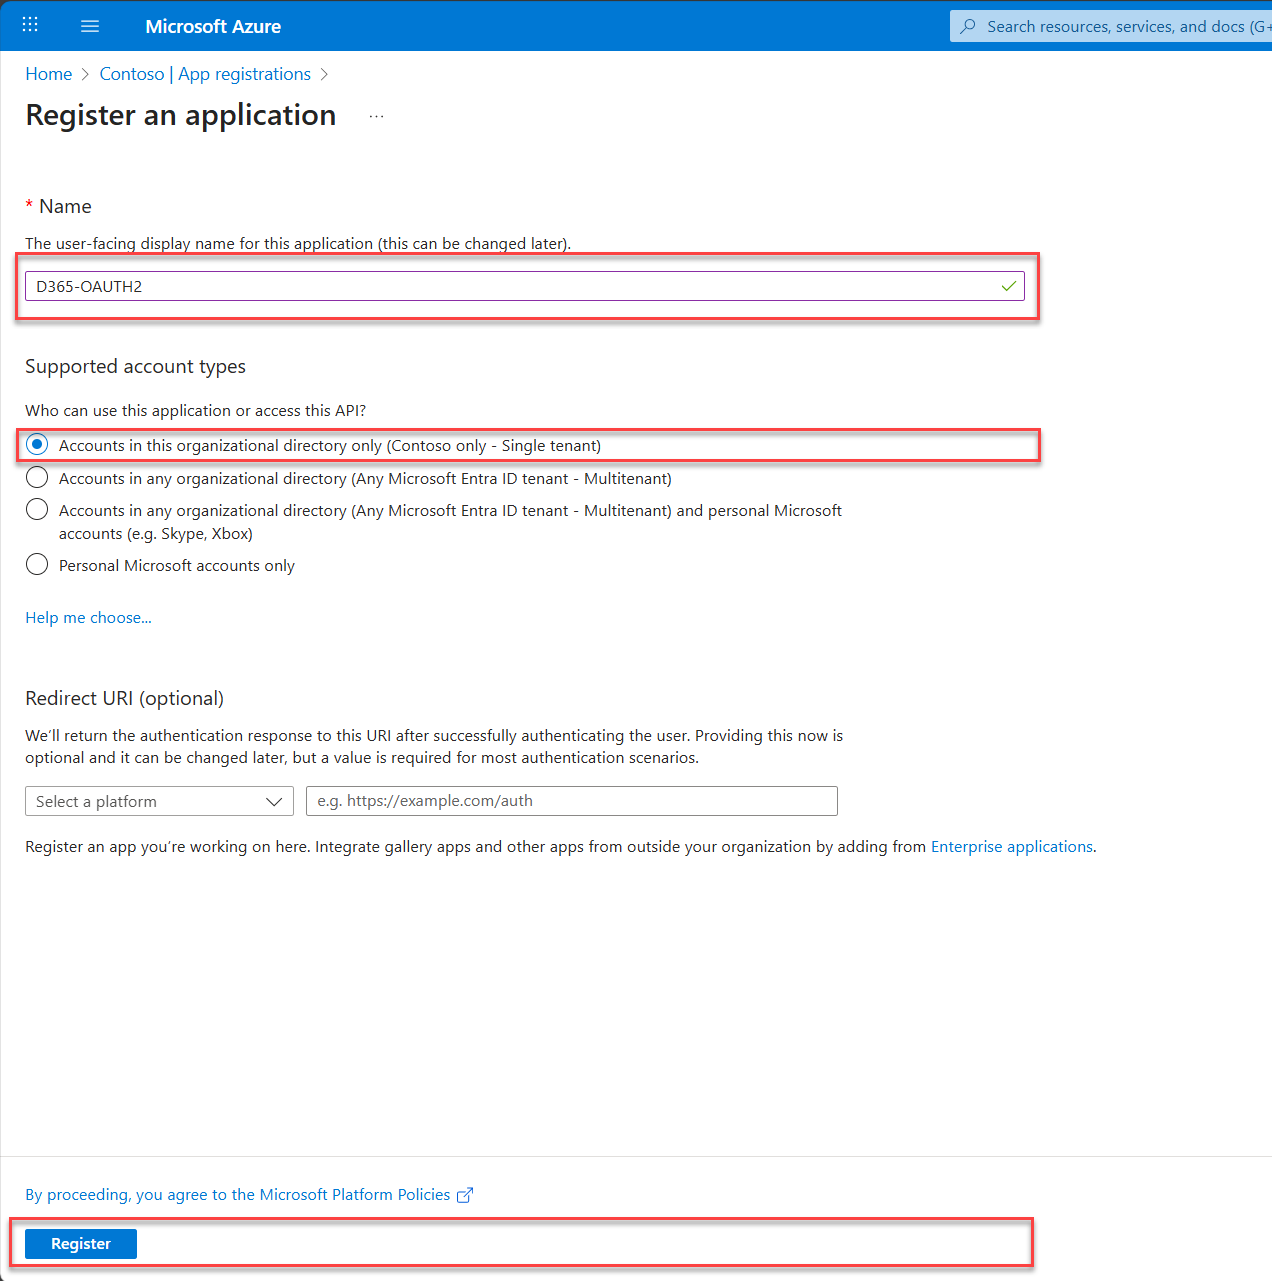 Microsoft Azure
Search resources, services, and docs (G+
Home > Contoso | App registrations >
Register an application ...
* Name
The user-facing display name for this application (this can be changed later).
D365-OAUTH2
Supported account types
Who can use this application or access this API?
Accounts in this organizational directory only (Contoso only - Single tenant)
Accounts in any organizational directory (Any Microsoft Entra ID tenant - Multitenant)
Accounts in any organizational directory (Any Microsoft Entra ID tenant - Multitenant) and personal Microsoft
accounts (e.g. Skype, Xbox)
Personal Microsoft accounts only
Help me choose...
Redirect URI (optional)
We'll return the authentication response to this URI after successfully authenticating the user. Providing this now is
optional and it can be changed later, but a value is required for most authentication scenarios.
Select a platform
e.g. https://example.com/auth
Register an app you're working on here. Integrate gallery apps and other apps from outside your organization by adding from Enterprise applications.
By proceeding, you agree to the Microsoft Platform Policies
Register